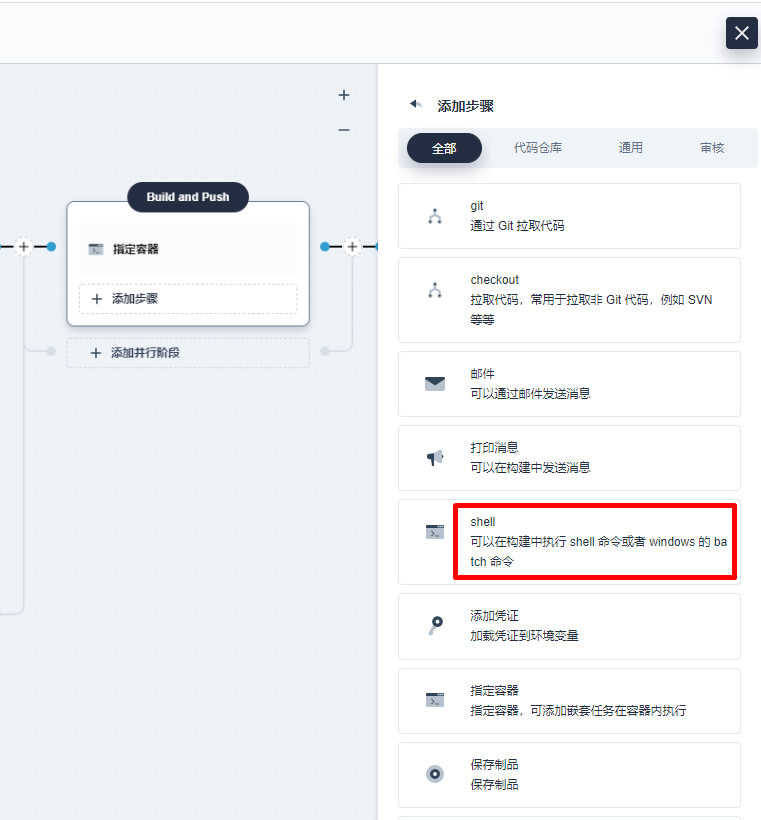 Build and Push
指定容器
添加步骤
添加并行阶段
添加步骤
全部
代码仓库
通用
审核
git
通过 Git 拉取代码
checkout
拉取代码，常用于拉取非 Git 代码，例如 SVN
等等
邮件
可以通过邮件发送消息
打印消息
可以在构建中发送消息
shell
可以在构建中执行 shell 命令或者 windows 的 ba
tch 命令
添加凭证
加载凭证到环境变量
指定容器
指定容器，可添加嵌套任务在容器内执行
保存制品
保存制品